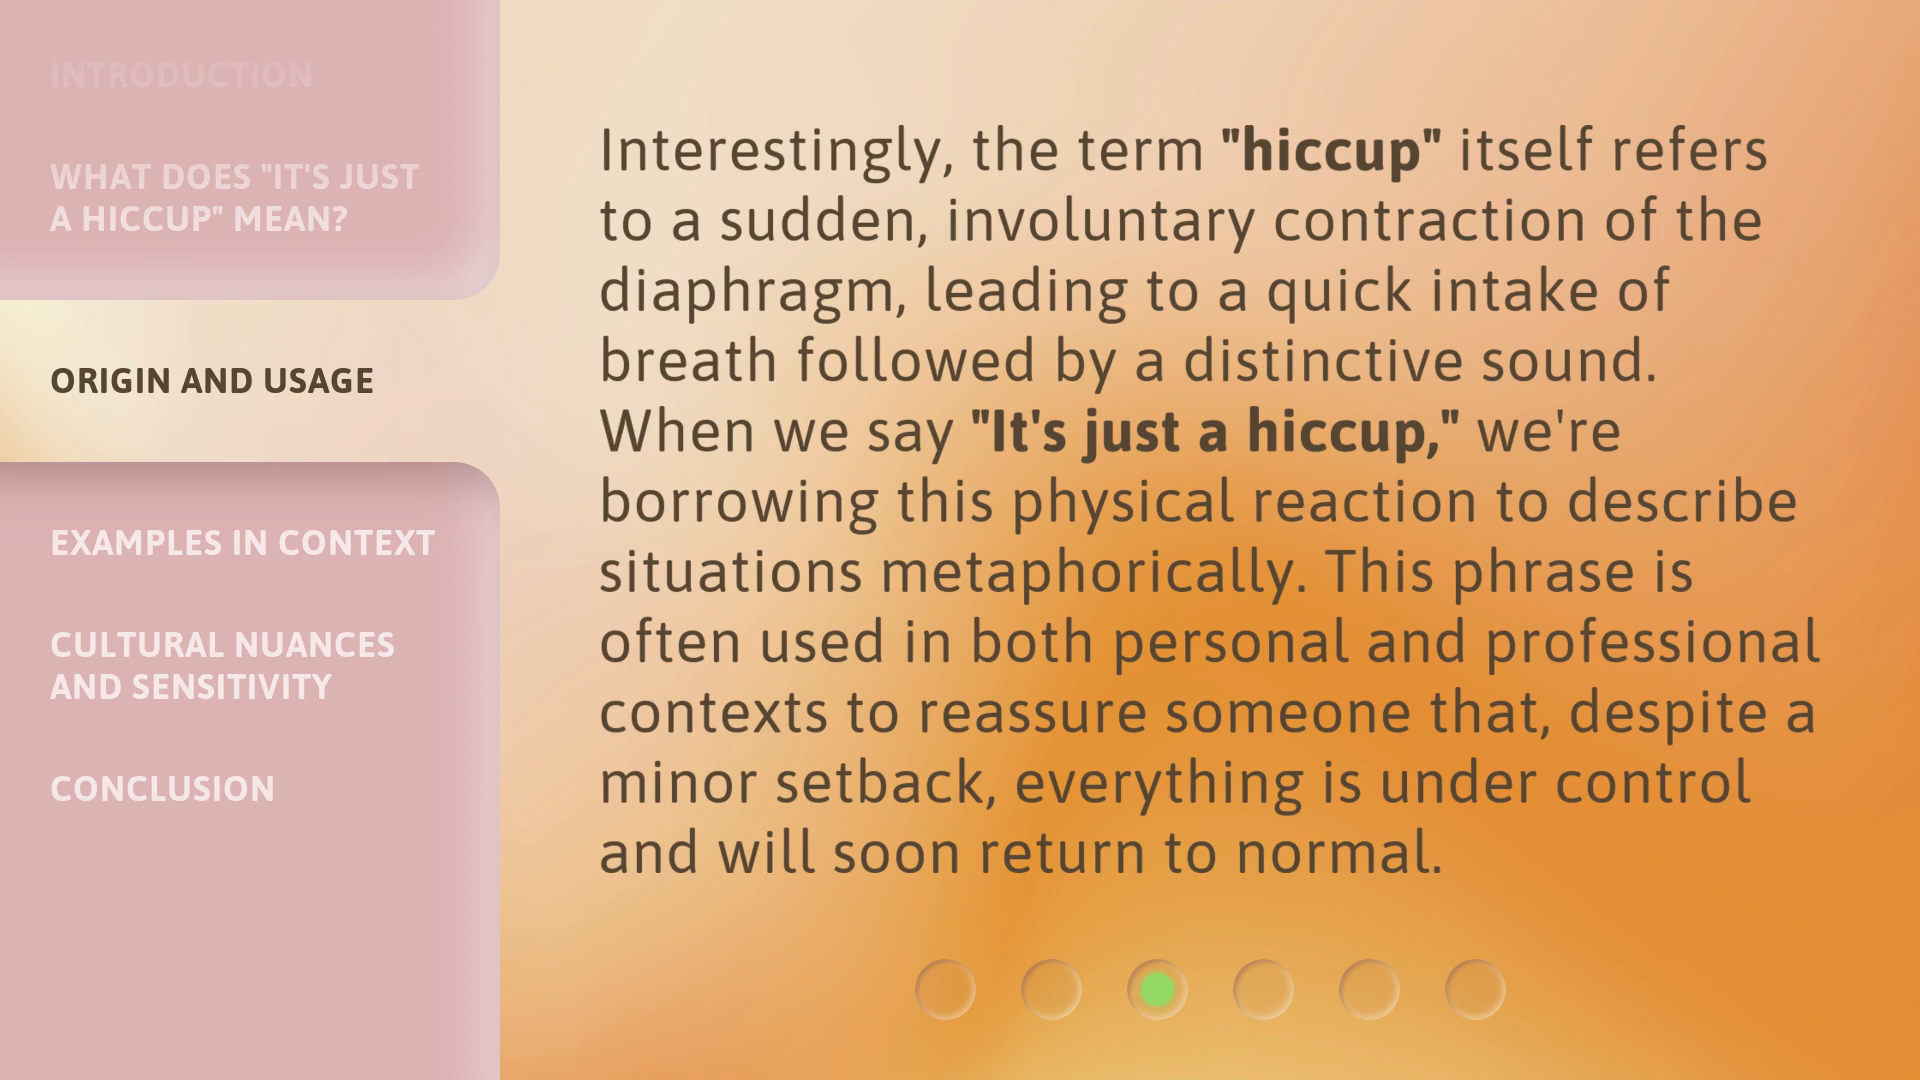 INTRODUCTION
WHAT DOES "IT'S JUST
A HICCUP" MEAN?
ORIGIN AND USAGE
EXAMPLES IN CONTEXT
CULTURAL NUANCES
AND SENSITIVITY
CONCLUSION
Interestingly, the term "hiccup" itself refers
to a sudden, involuntary contraction of the
diaphragm, leading to a quick intake of
breath followed by a distinctive sound.
When we say "It's just a hiccup," we're
borrowing this physical reaction to describe
situations metaphorically. This phrase is
often used in both personal and professional
contexts to reassure someone that, despite a
minor setback, everything is under control
and will soon return to normal.